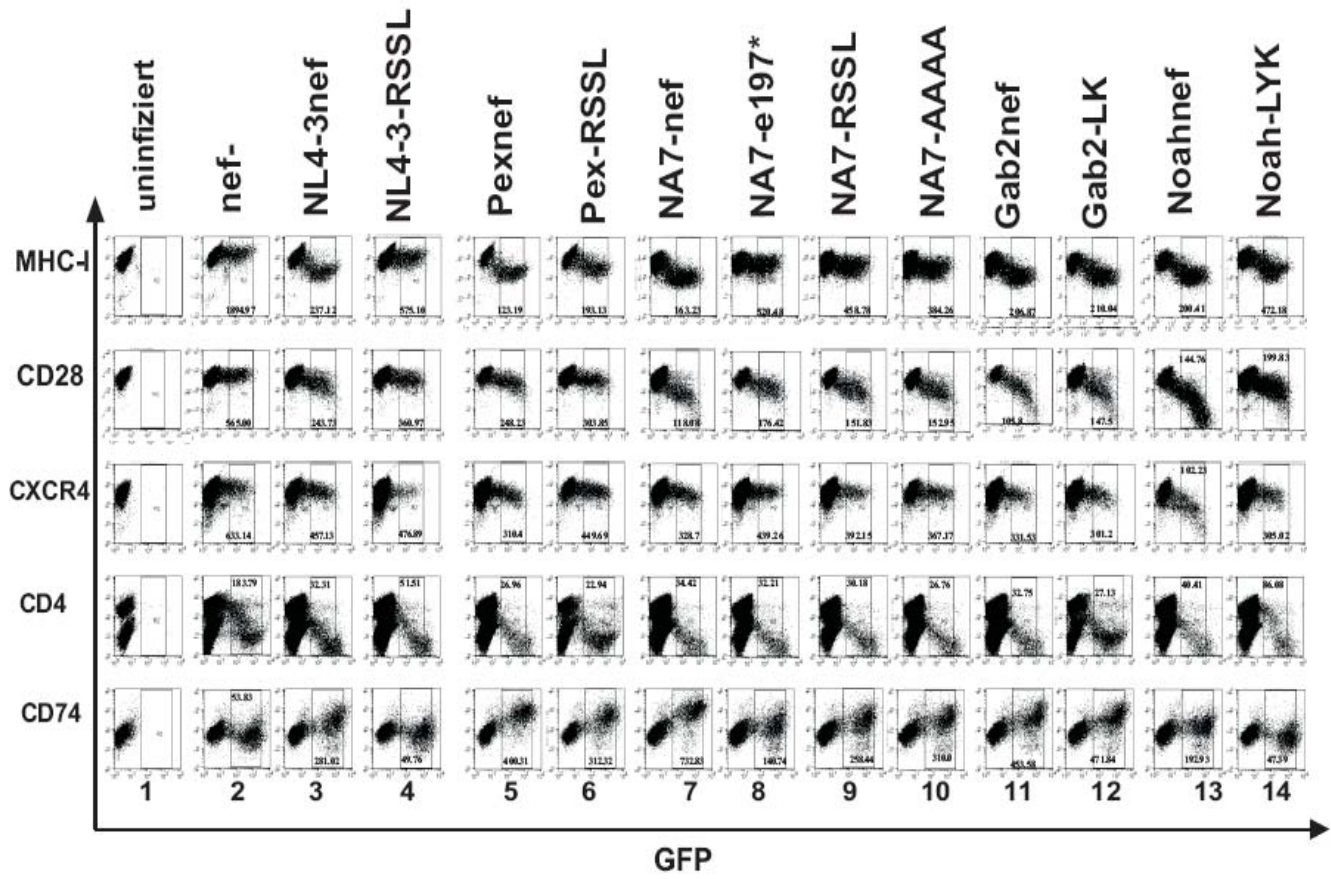 uninfiziert nef- NL4-3nef NL4-3-RSSL Pexnef Pex-RSSL NA7-nef NA7-e197* NA7-RSSL NA7-AAAA Gab2nef Gab2-LK Noahnef Noah-LYK
MHC-I 1894.97 237.12 575.10 123.19 193.13 163.23 520.48 458.78 384.26 206.87 210.04 200.41 472.18
CD28 565.00 243.73 360.97 248.23 303.85 118.08 176.42 151.83 152.95 105.8 147.5 144.76 199.83
CXCR4 633.14 457.13 476.89 310.4 449.69 328.7 439.26 392.15 367.17 331.53 301.2 102.23 305.02
CD4 183.79 32.31 51.51 26.96 22.94 34.42 32.21 30.18 26.76 32.75 27.13 40.41 86.08
CD74 53.83 281.02 49.76 400.31 312.32 732.83 140.74 258.44 310.0 453.58 471.84 192.93 47.39
1 2 3 4 5 6 7 8 9 10 11 12 13 14
GFP